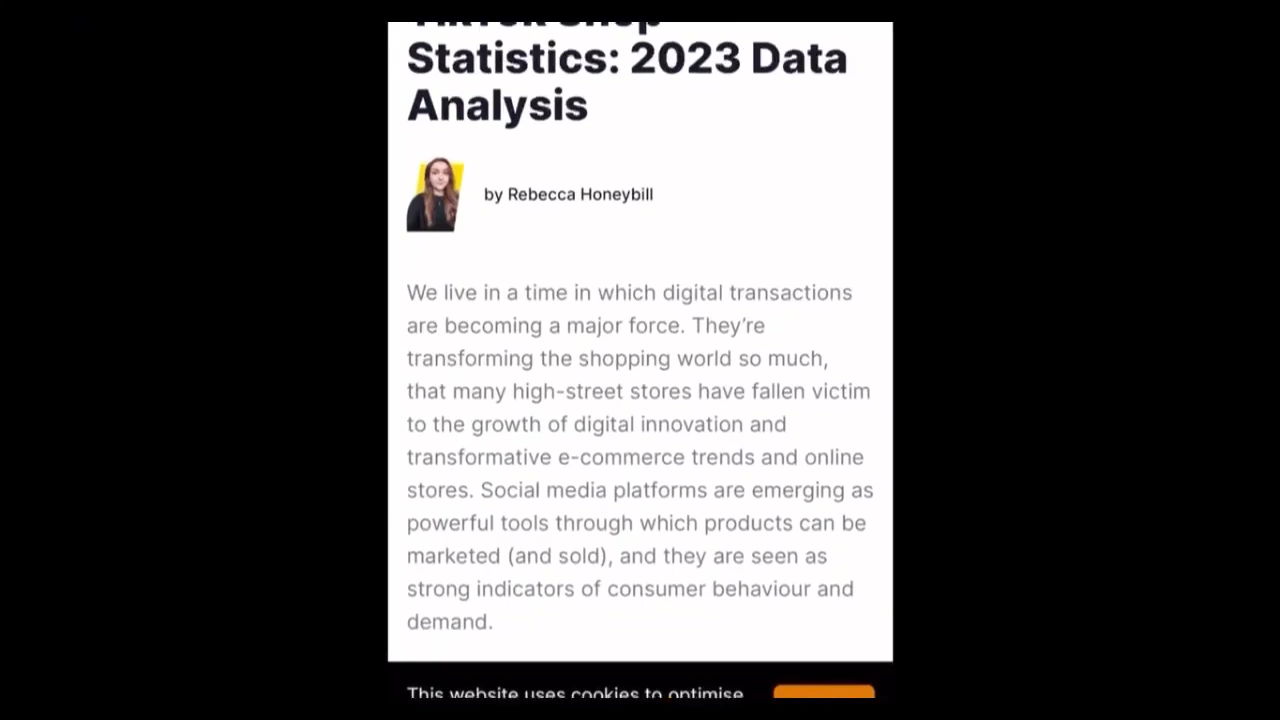 TikTok Shop
Statistics: 2023 Data
Analysis
by Rebecca Honeybill
We live in a time in which digital transactions
are becoming a major force. They’re
transforming the shopping world so much,
that many high-street stores have fallen victim
to the growth of digital innovation and
transformative e-commerce trends and online
stores. Social media platforms are emerging as
powerful tools through which products can be
marketed (and sold), and they are seen as
strong indicators of consumer behaviour and
demand.
This website uses cookies to optimise